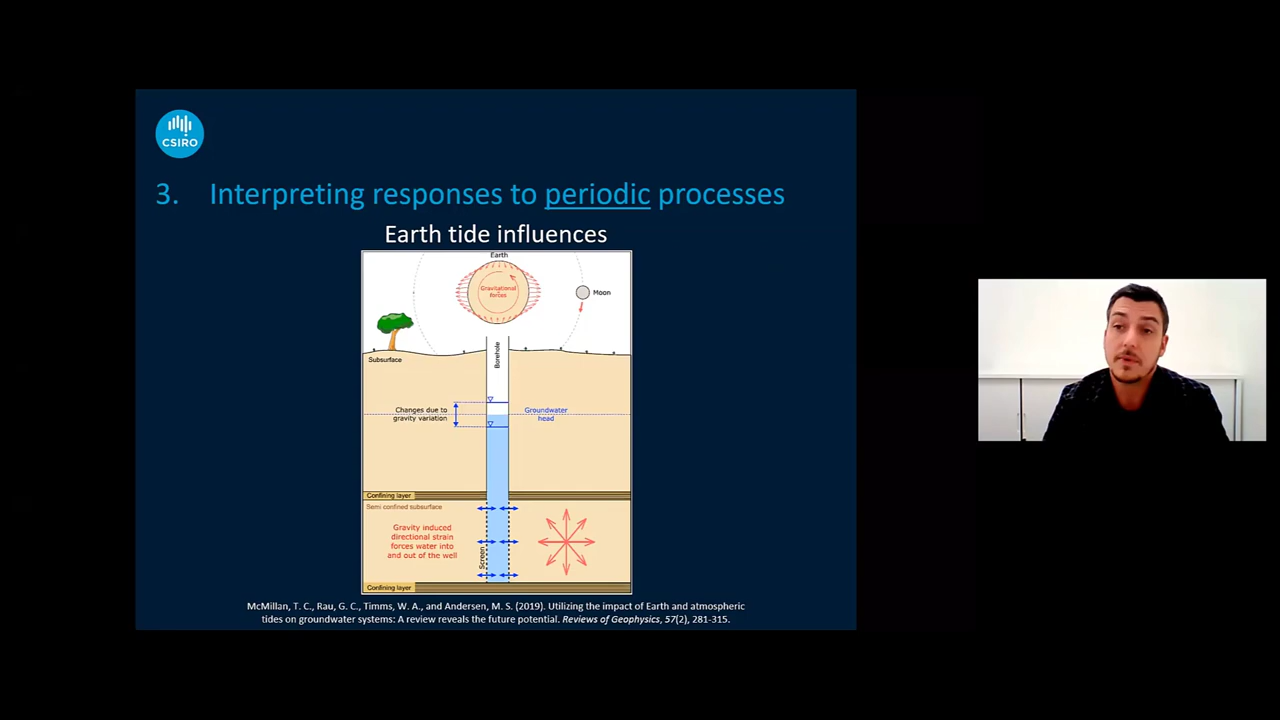 CSIRO
3. Interpreting responses to periodic processes
Earth tide influences
Earth
Gravitational
forces
Moon
Borehole
Subsurface
Changes due to
gravity variation
Groundwater
head
Confining layer
Semi confined subsurface
Gravity induced
directional strain
forces water into
and out of the well
Screen
Confining layer
McMillan, T. C., Rau, G. C., Timms, W. A., and Andersen, M. S. (2019). Utilizing the impact of Earth and atmospheric
tides on groundwater systems: A review reveals the future potential. Reviews of Geophysics, 57(2), 281-315.